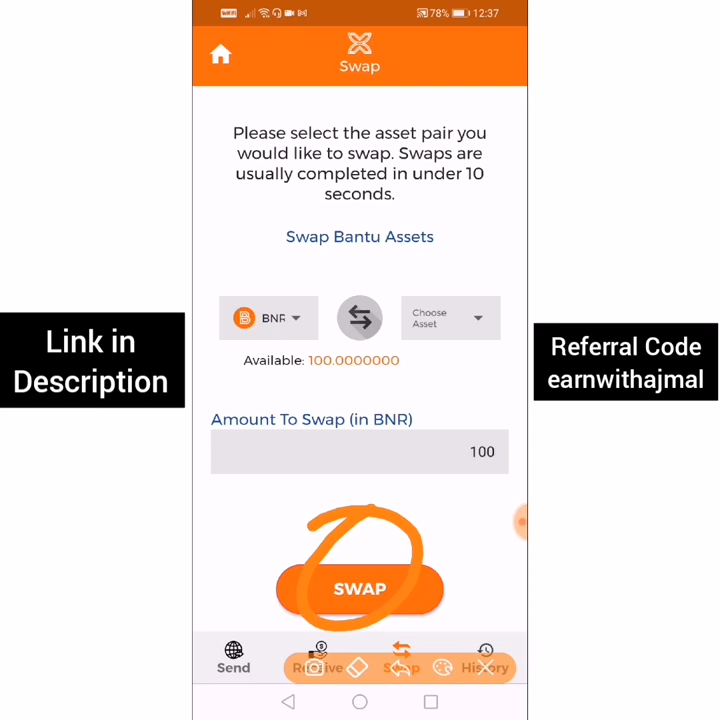 78% 12:37
Swap
Please select the asset pair you
would like to swap. Swaps are
usually completed in under 10
seconds.
Swap Bantu Assets
B BNR
Choose
Asset
Available: 100.0000000
Link in
Description
Referral Code
earnwithajmal
Amount To Swap (in BNR)
100
SWAP
Send
Swap
History